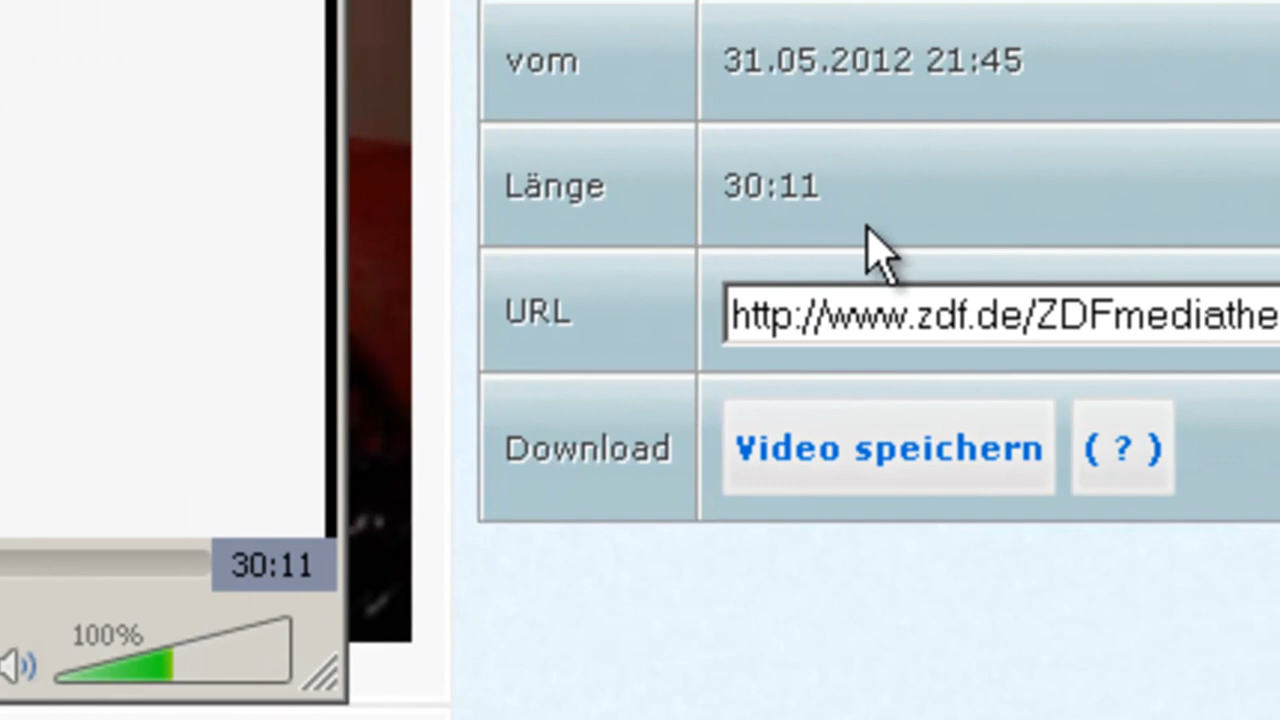 vom 31.05.2012 21:45
Länge 30:11
URL http://www.zdf.de/ZDFmediathe
Download Video speichern ( ? )
30:11
100%